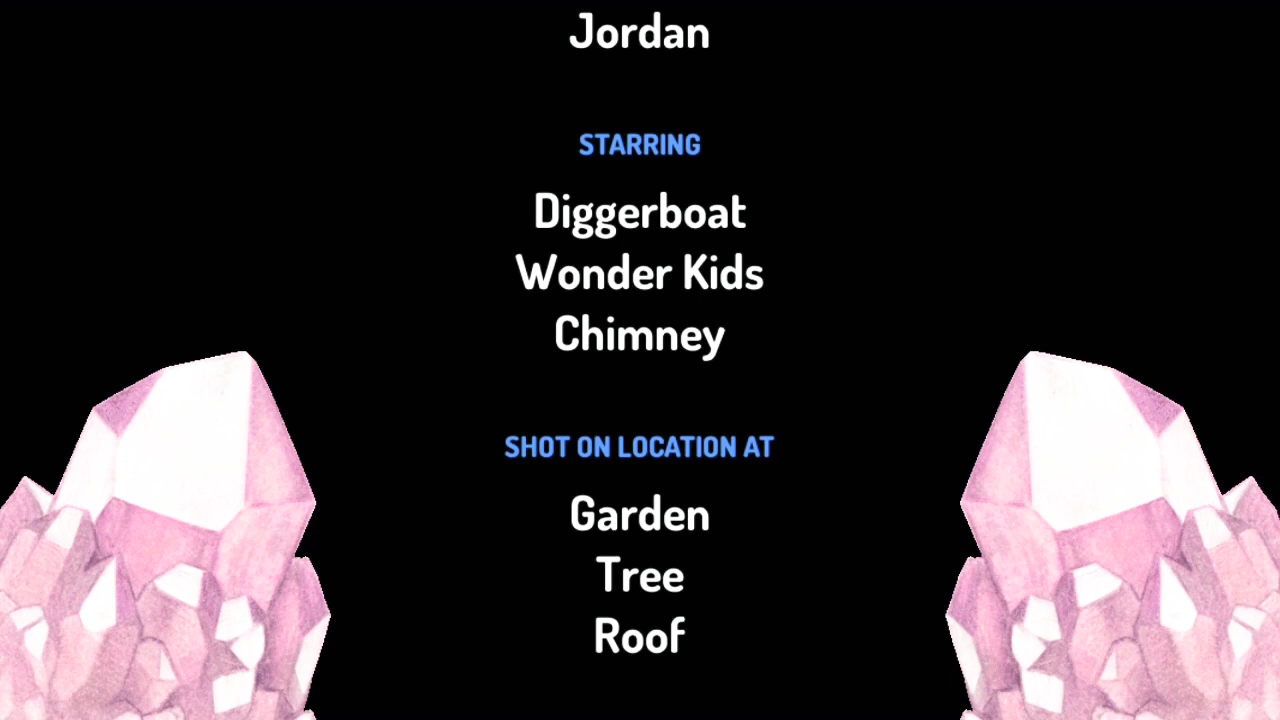 Jordan
STARRING
Diggerboat
Wonder Kids
Chimney
SHOT ON LOCATION AT
Garden
Tree
Roof